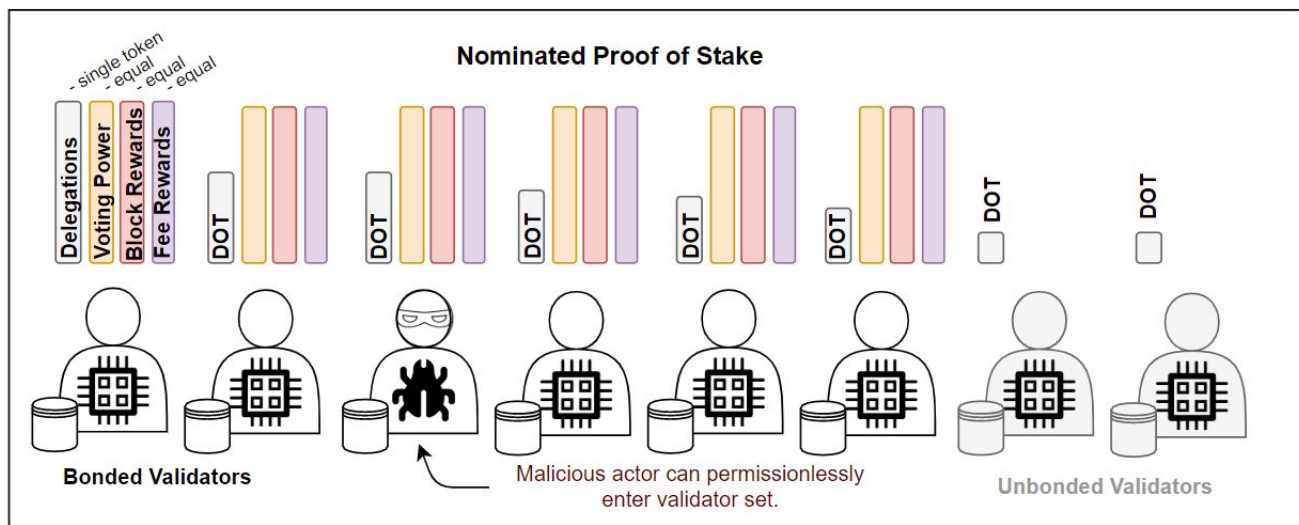 Nominated Proof of Stake
- single token
- equal
- equal
- equal
Delegations
Voting Power
Block Rewards
Fee Rewards
DOT
DOT
DOT
DOT
DOT
DOT
DOT
Bonded Validators
Malicious actor can permissionlessly
enter validator set.
Unbonded Validators